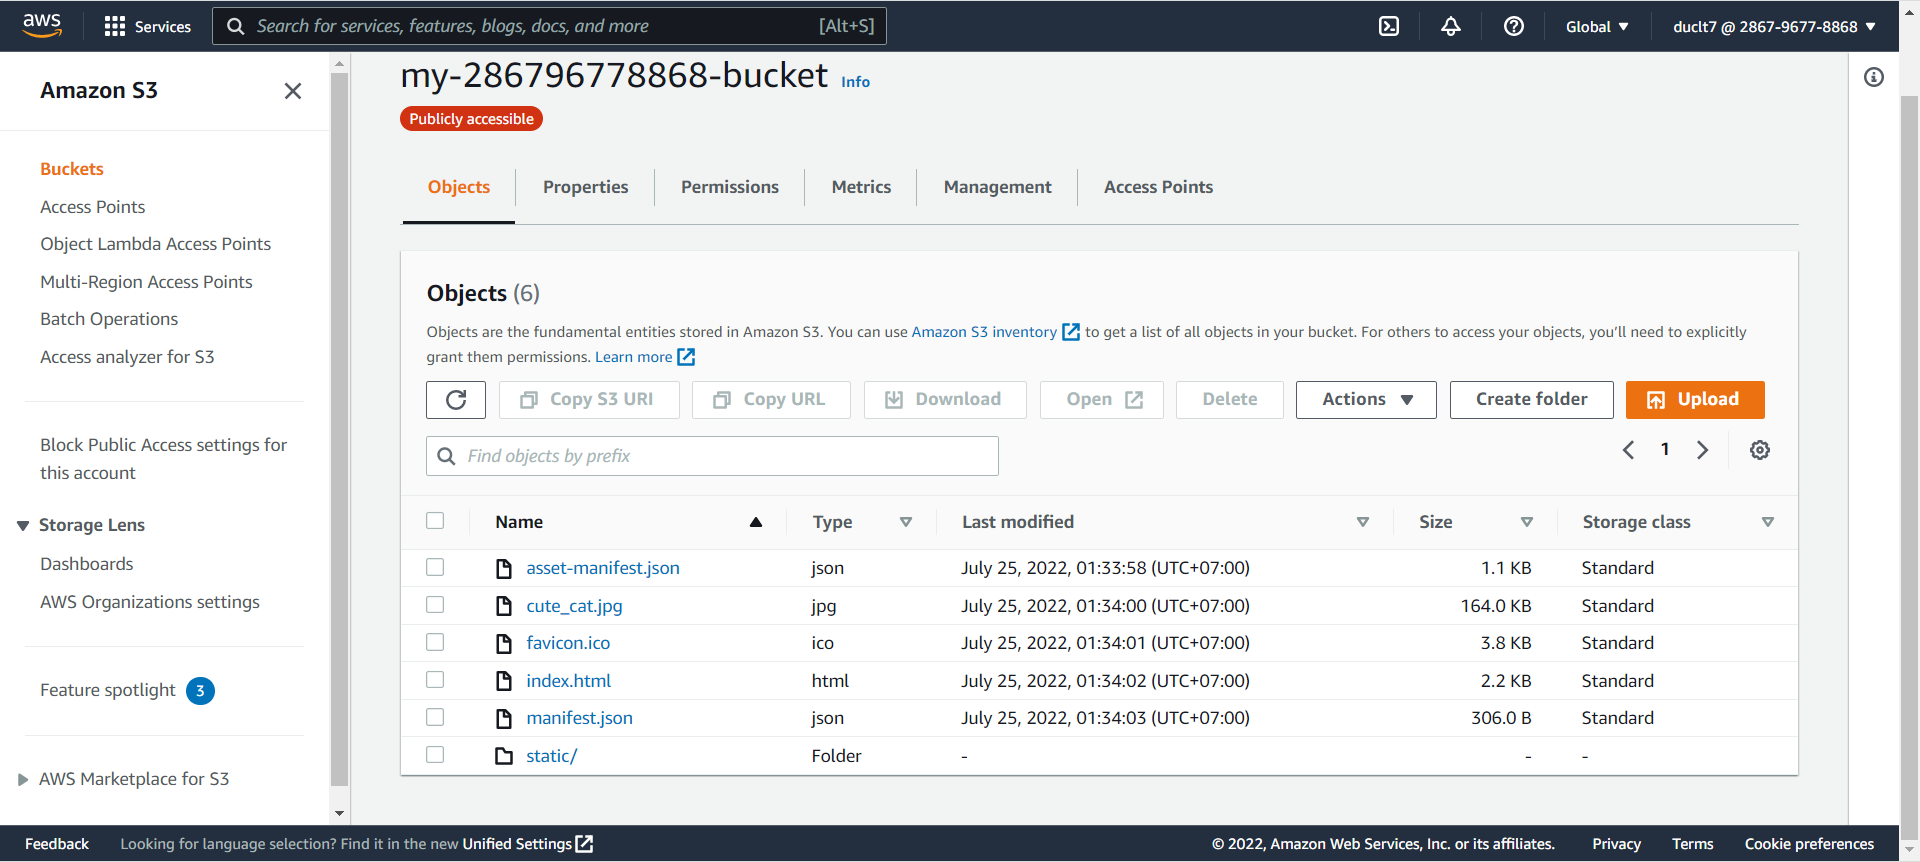 aws Services Search for services, features, blogs, docs, and more [Alt+S] Global duclt7 @ 2867-9677-8868
Amazon S3
Buckets
Access Points
Object Lambda Access Points
Multi-Region Access Points
Batch Operations
Access analyzer for S3
Block Public Access settings for
this account
Storage Lens
Dashboards
AWS Organizations settings
Feature spotlight 3
AWS Marketplace for S3
my-286796778868-bucket Info
Publicly accessible
Objects Properties Permissions Metrics Management Access Points
Objects (6)
Objects are the fundamental entities stored in Amazon S3. You can use Amazon S3 inventory to get a list of all objects in your bucket. For others to access your objects, you'll need to explicitly
grant them permissions. Learn more
Copy S3 URI Copy URL Download Open Delete Actions Create folder Upload
Find objects by prefix 1
Name Type Last modified Size Storage class
asset-manifest.json json July 25, 2022, 01:33:58 (UTC+07:00) 1.1 KB Standard
cute_cat.jpg jpg July 25, 2022, 01:34:00 (UTC+07:00) 164.0 KB Standard
favicon.ico ico July 25, 2022, 01:34:01 (UTC+07:00) 3.8 KB Standard
index.html html July 25, 2022, 01:34:02 (UTC+07:00) 2.2 KB Standard
manifest.json json July 25, 2022, 01:34:03 (UTC+07:00) 306.0 B Standard
static/ Folder - - -
Feedback Looking for language selection? Find it in the new Unified Settings © 2022, Amazon Web Services, Inc. or its affiliates. Privacy Terms Cookie preferences